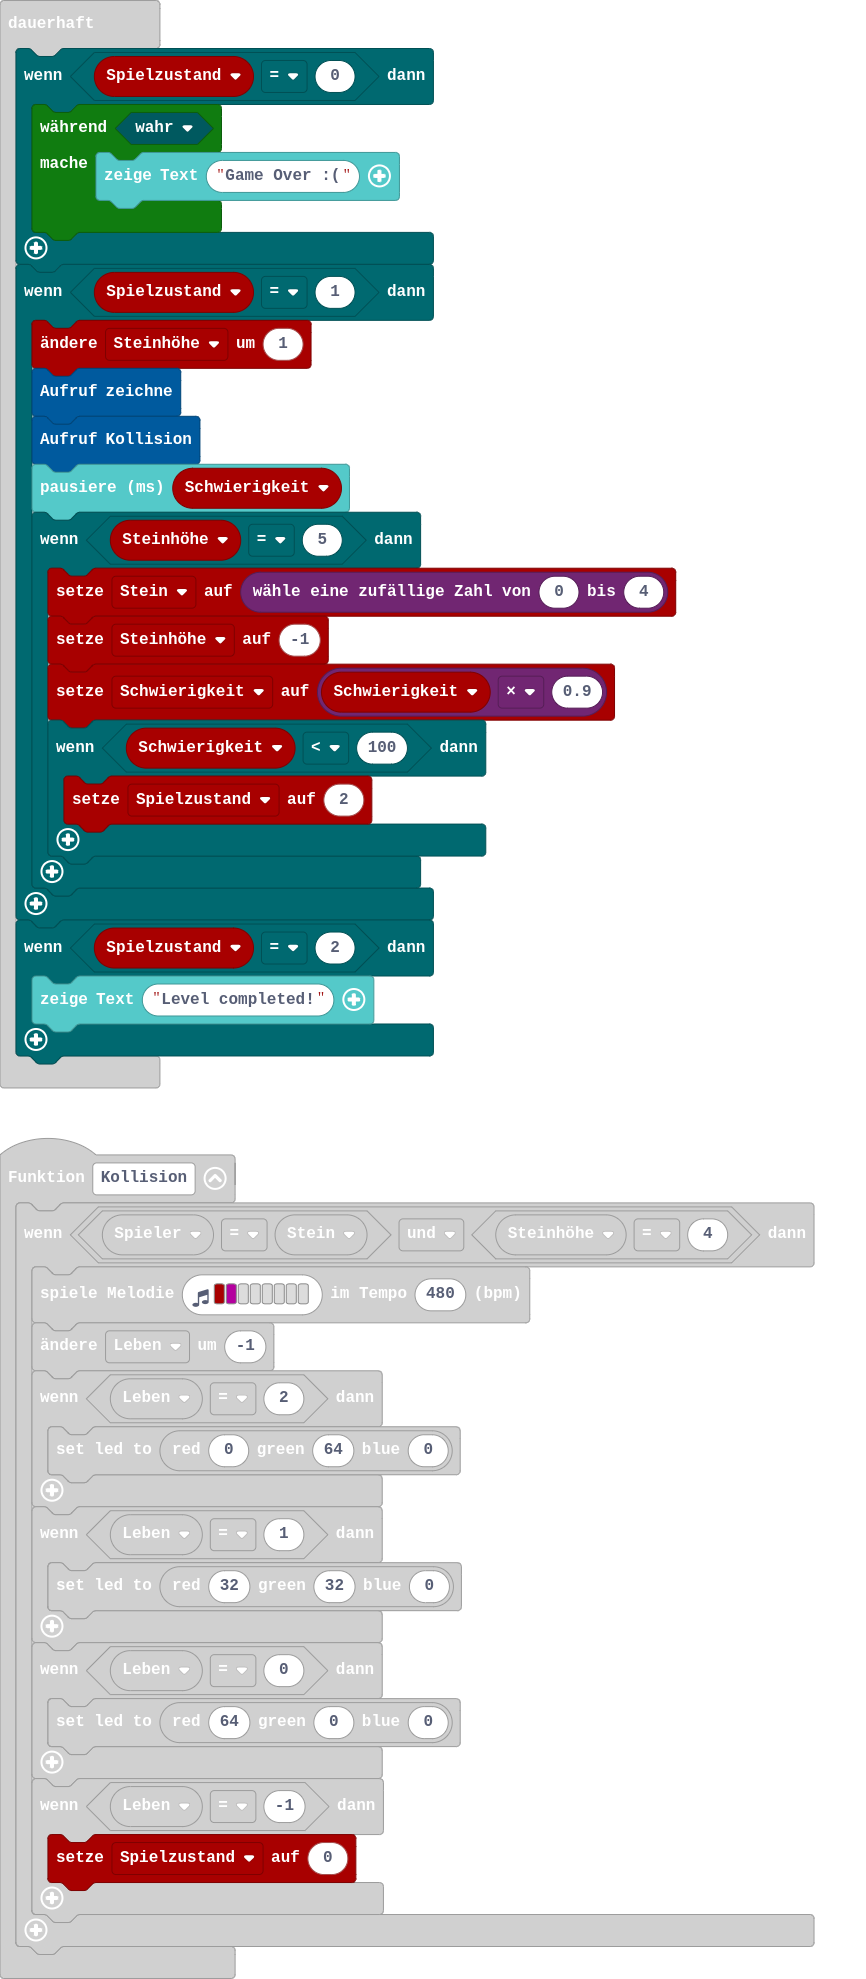 dauerhaft
wenn Spielzustand = 0 dann
während wahr
mache zeige Text "Game Over :("
wenn Spielzustand = 1 dann
ändere Steinhöhe um 1
Aufruf zeichne
Aufruf Kollision
pausiere (ms) Schwierigkeit
wenn Steinhöhe = 5 dann
setze Stein auf wähle eine zufällige Zahl von 0 bis 4
setze Steinhöhe auf -1
setze Schwierigkeit auf Schwierigkeit × 0.9
wenn Schwierigkeit < 100 dann
setze Spielzustand auf 2
wenn Spielzustand = 2 dann
zeige Text "Level completed!"
Funktion Kollision
wenn Spieler = Stein und Steinhöhe = 4 dann
spiele Melodie im Tempo 480 (bpm)
ändere Leben um -1
wenn Leben = 2 dann
set led to red 0 green 64 blue 0
wenn Leben = 1 dann
set led to red 32 green 32 blue 0
wenn Leben = 0 dann
set led to red 64 green 0 blue 0
wenn Leben = -1 dann
setze Spielzustand auf 0